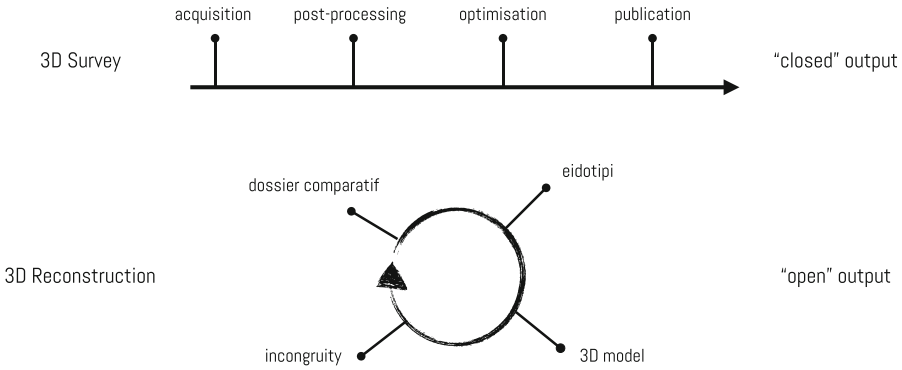 acquisition
post-processing
optimisation
publication
3D Survey
“closed” output
dossier comparatif
eidotipi
3D Reconstruction
“open” output
incongruity
3D model